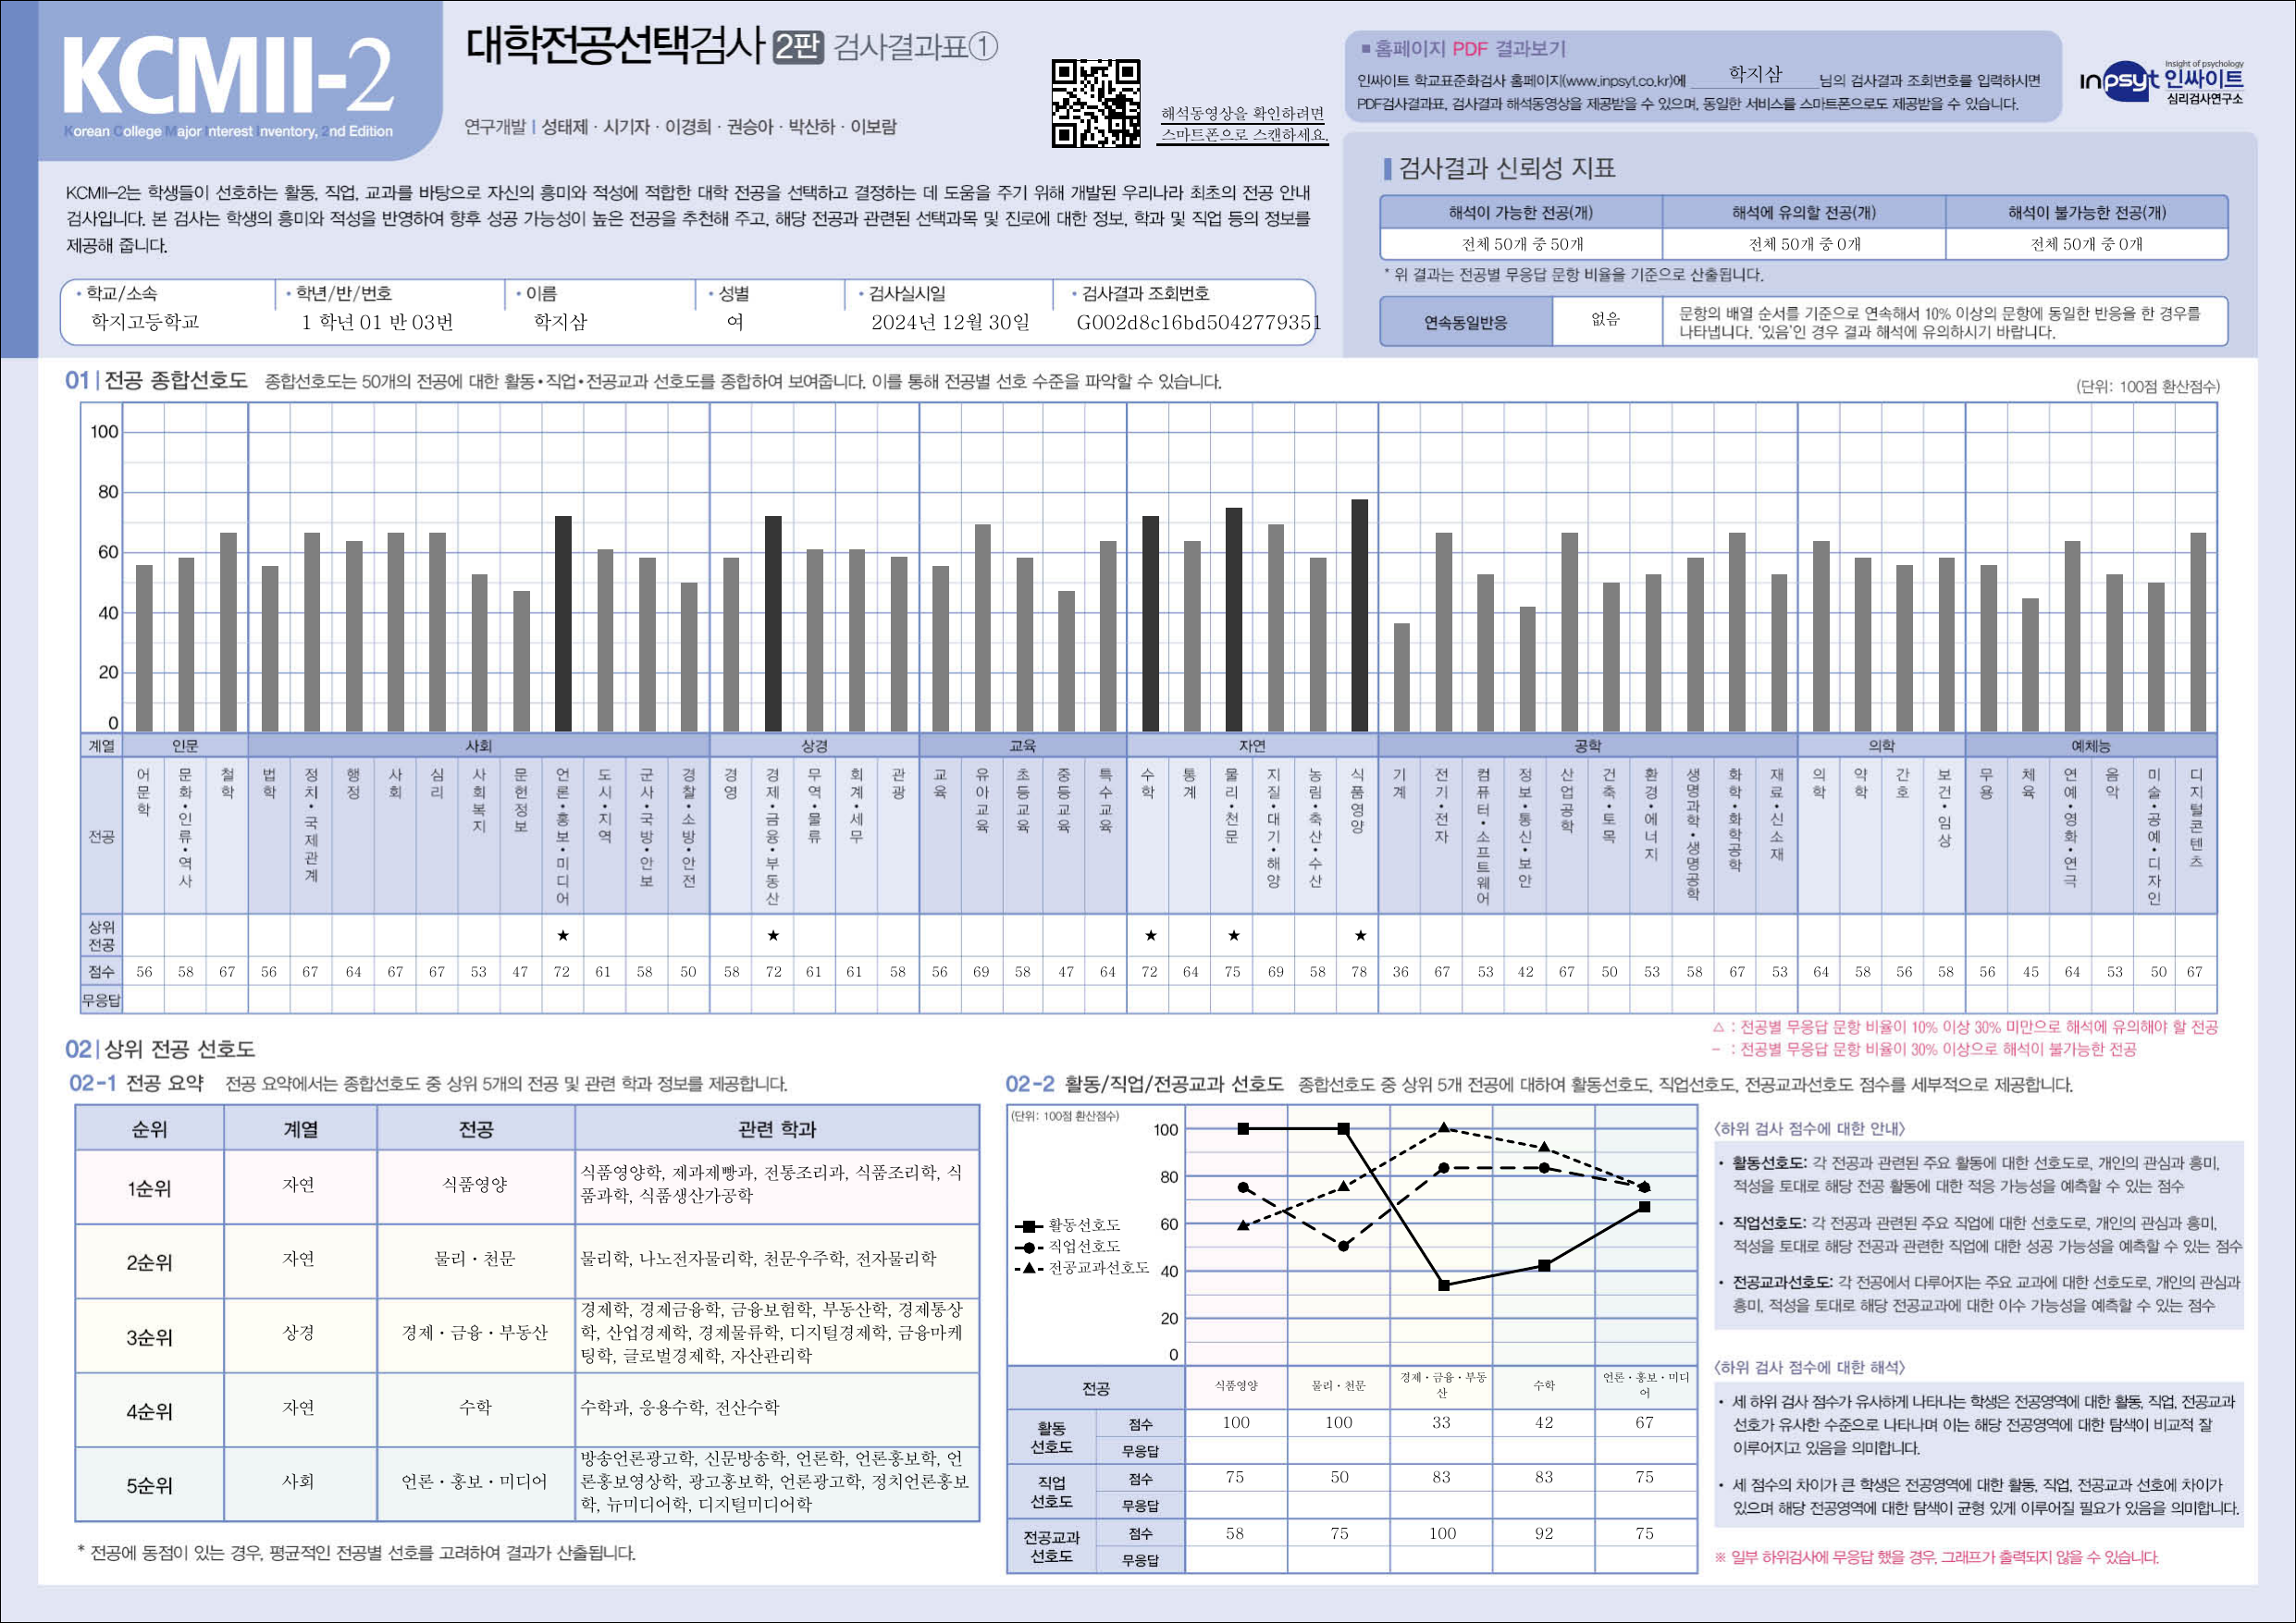 KCMII-2
Korean College Major Interest Inventory, 2nd Edition
대학전공선택검사 2판 검사결과표①
연구개발 | 성태제 · 시기자 · 이경희 · 권승아 · 박산하 · 이보람
해석동영상을 확인하려면
스마트폰으로 스캔하세요.
■ 홈페이지 PDF 결과보기
인싸이트 학교표준화검사 홈페이지(www.inpsyt.co.kr)에 학지삼 님의 검사결과 조회번호를 입력하시면
PDF검사결과표, 검사결과 해석동영상을 제공받을 수 있으며, 동일한 서비스를 스마트폰으로도 제공받을 수 있습니다.
Insight of psychology
inpsyt 인싸이트
심리검사연구소
KCMII-2는 학생들이 선호하는 활동, 직업, 교과를 바탕으로 자신의 흥미와 적성에 적합한 대학 전공을 선택하고 결정하는 데 도움을 주기 위해 개발된 우리나라 최초의 전공 안내
검사입니다. 본 검사는 학생의 흥미와 적성을 반영하여 향후 성공 가능성이 높은 전공을 추천해 주고, 해당 전공과 관련된 선택과목 및 진로에 대한 정보, 학과 및 직업 등의 정보를
제공해 줍니다.
• 학교/소속 • 학년/반/번호 • 이름 • 성별 • 검사실시일 • 검사결과 조회번호
학지고등학교 1 학년 01 반 03번 학지삼 여 2024년 12월 30일 G002d8c16bd5042779351
검사결과 신뢰성 지표
해석이 가능한 전공(개) 해석에 유의할 전공(개) 해석이 불가능한 전공(개)
전체 50개 중 50개 전체 50개 중 0개 전체 50개 중 0개
* 위 결과는 전공별 무응답 문항 비율을 기준으로 산출됩니다.
연속동일반응 없음 문항의 배열 순서를 기준으로 연속해서 10% 이상의 문항에 동일한 반응을 한 경우를
나타냅니다. '있음'인 경우 결과 해석에 유의하시기 바랍니다.
01 | 전공 종합선호도 종합선호도는 50개의 전공에 대한 활동•직업•전공교과 선호도를 종합하여 보여줍니다. 이를 통해 전공별 선호 수준을 파악할 수 있습니다.
(단위: 100점 환산점수)
100
80
60
40
20
0
계열 인문 사회 상경 교육 자연 공학 의학 예체능
전공 어문학 문화•인류•역사 철학 법학 정치•국제관계 행정 사회 심리 사회복지 문헌정보 언론•홍보•미디어 도시•지역 군사•국방•안보 경찰•소방•안전 경영 경제•금융•부동산 무역•물류 회계•세무 관광 교육 유아교육 초등교육 중등교육 특수교육 수학 통계 물리•천문 지질•대기•해양 농림•축산•수산 식품영양 기계 전기•전자 컴퓨터•소프트웨어 정보•통신•보안 산업공학 건축•토목 환경•에너지 생명과학•생명공학 화학•화학공학 재료•신소재 의학 약학 간호 보건•임상 무용 체육 연예•영화•연극 음악 미술•공예•디자인 디지털콘텐츠
상위 전공 ★ ★ ★ ★ ★
점수 56 58 67 56 67 64 67 67 53 47 72 61 58 50 58 72 61 61 58 56 69 58 47 64 72 64 75 69 58 78 36 67 53 42 67 50 53 58 67 53 64 58 56 58 56 45 64 53 50 67
무응답
△ : 전공별 무응답 문항 비율이 10% 이상 30% 미만으로 해석에 유의해야 할 전공
– : 전공별 무응답 문항 비율이 30% 이상으로 해석이 불가능한 전공
02 | 상위 전공 선호도
02-1 전공 요약 전공 요약에서는 종합선호도 중 상위 5개의 전공 및 관련 학과 정보를 제공합니다.
순위 계열 전공 관련 학과
1순위 자연 식품영양 식품영양학, 제과제빵과, 전통조리과, 식품조리학, 식
품과학, 식품생산가공학
2순위 자연 물리 · 천문 물리학, 나노전자물리학, 천문우주학, 전자물리학
3순위 상경 경제 · 금융 · 부동산 경제학, 경제금융학, 금융보험학, 부동산학, 경제통상
학, 산업경제학, 경제물류학, 디지털경제학, 금융마케
팅학, 글로벌경제학, 자산관리학
4순위 자연 수학 수학과, 응용수학, 전산수학
5순위 사회 언론 · 홍보 · 미디어 방송언론광고학, 신문방송학, 언론학, 언론홍보학, 언
론홍보영상학, 광고홍보학, 언론광고학, 정치언론홍보
학, 뉴미디어학, 디지털미디어학
* 전공에 동점이 있는 경우, 평균적인 전공별 선호를 고려하여 결과가 산출됩니다.
02-2 활동/직업/전공교과 선호도 종합선호도 중 상위 5개 전공에 대하여 활동선호도, 직업선호도, 전공교과선호도 점수를 세부적으로 제공합니다.
(단위: 100점 환산점수)
100
80
60
40
20
0
활동선호도
직업선호도
전공교과선호도
전공 식품영양 물리 · 천문 경제 · 금융 · 부동산 수학 언론 · 홍보 · 미디어
활동 선호도 점수 100 100 33 42 67
무응답
직업 선호도 점수 75 50 83 83 75
무응답
전공교과 선호도 점수 58 75 100 92 75
무응답
〈하위 검사 점수에 대한 안내〉
• 활동선호도: 각 전공과 관련된 주요 활동에 대한 선호도로, 개인의 관심과 흥미,
적성을 토대로 해당 전공 활동에 대한 적응 가능성을 예측할 수 있는 점수
• 직업선호도: 각 전공과 관련된 주요 직업에 대한 선호도로, 개인의 관심과 흥미,
적성을 토대로 해당 전공과 관련한 직업에 대한 성공 가능성을 예측할 수 있는 점수
• 전공교과선호도: 각 전공에서 다루어지는 주요 교과에 대한 선호도로, 개인의 관심과
흥미, 적성을 토대로 해당 전공교과에 대한 이수 가능성을 예측할 수 있는 점수
〈하위 검사 점수에 대한 해석〉
• 세 하위 검사 점수가 유사하게 나타나는 학생은 전공영역에 대한 활동, 직업, 전공교과
선호가 유사한 수준으로 나타나며 이는 해당 전공영역에 대한 탐색이 비교적 잘
이루어지고 있음을 의미합니다.
• 세 점수의 차이가 큰 학생은 전공영역에 대한 활동, 직업, 전공교과 선호에 차이가
있으며 해당 전공영역에 대한 탐색이 균형 있게 이루어질 필요가 있음을 의미합니다.
※ 일부 하위검사에 무응답 했을 경우, 그래프가 출력되지 않을 수 있습니다.